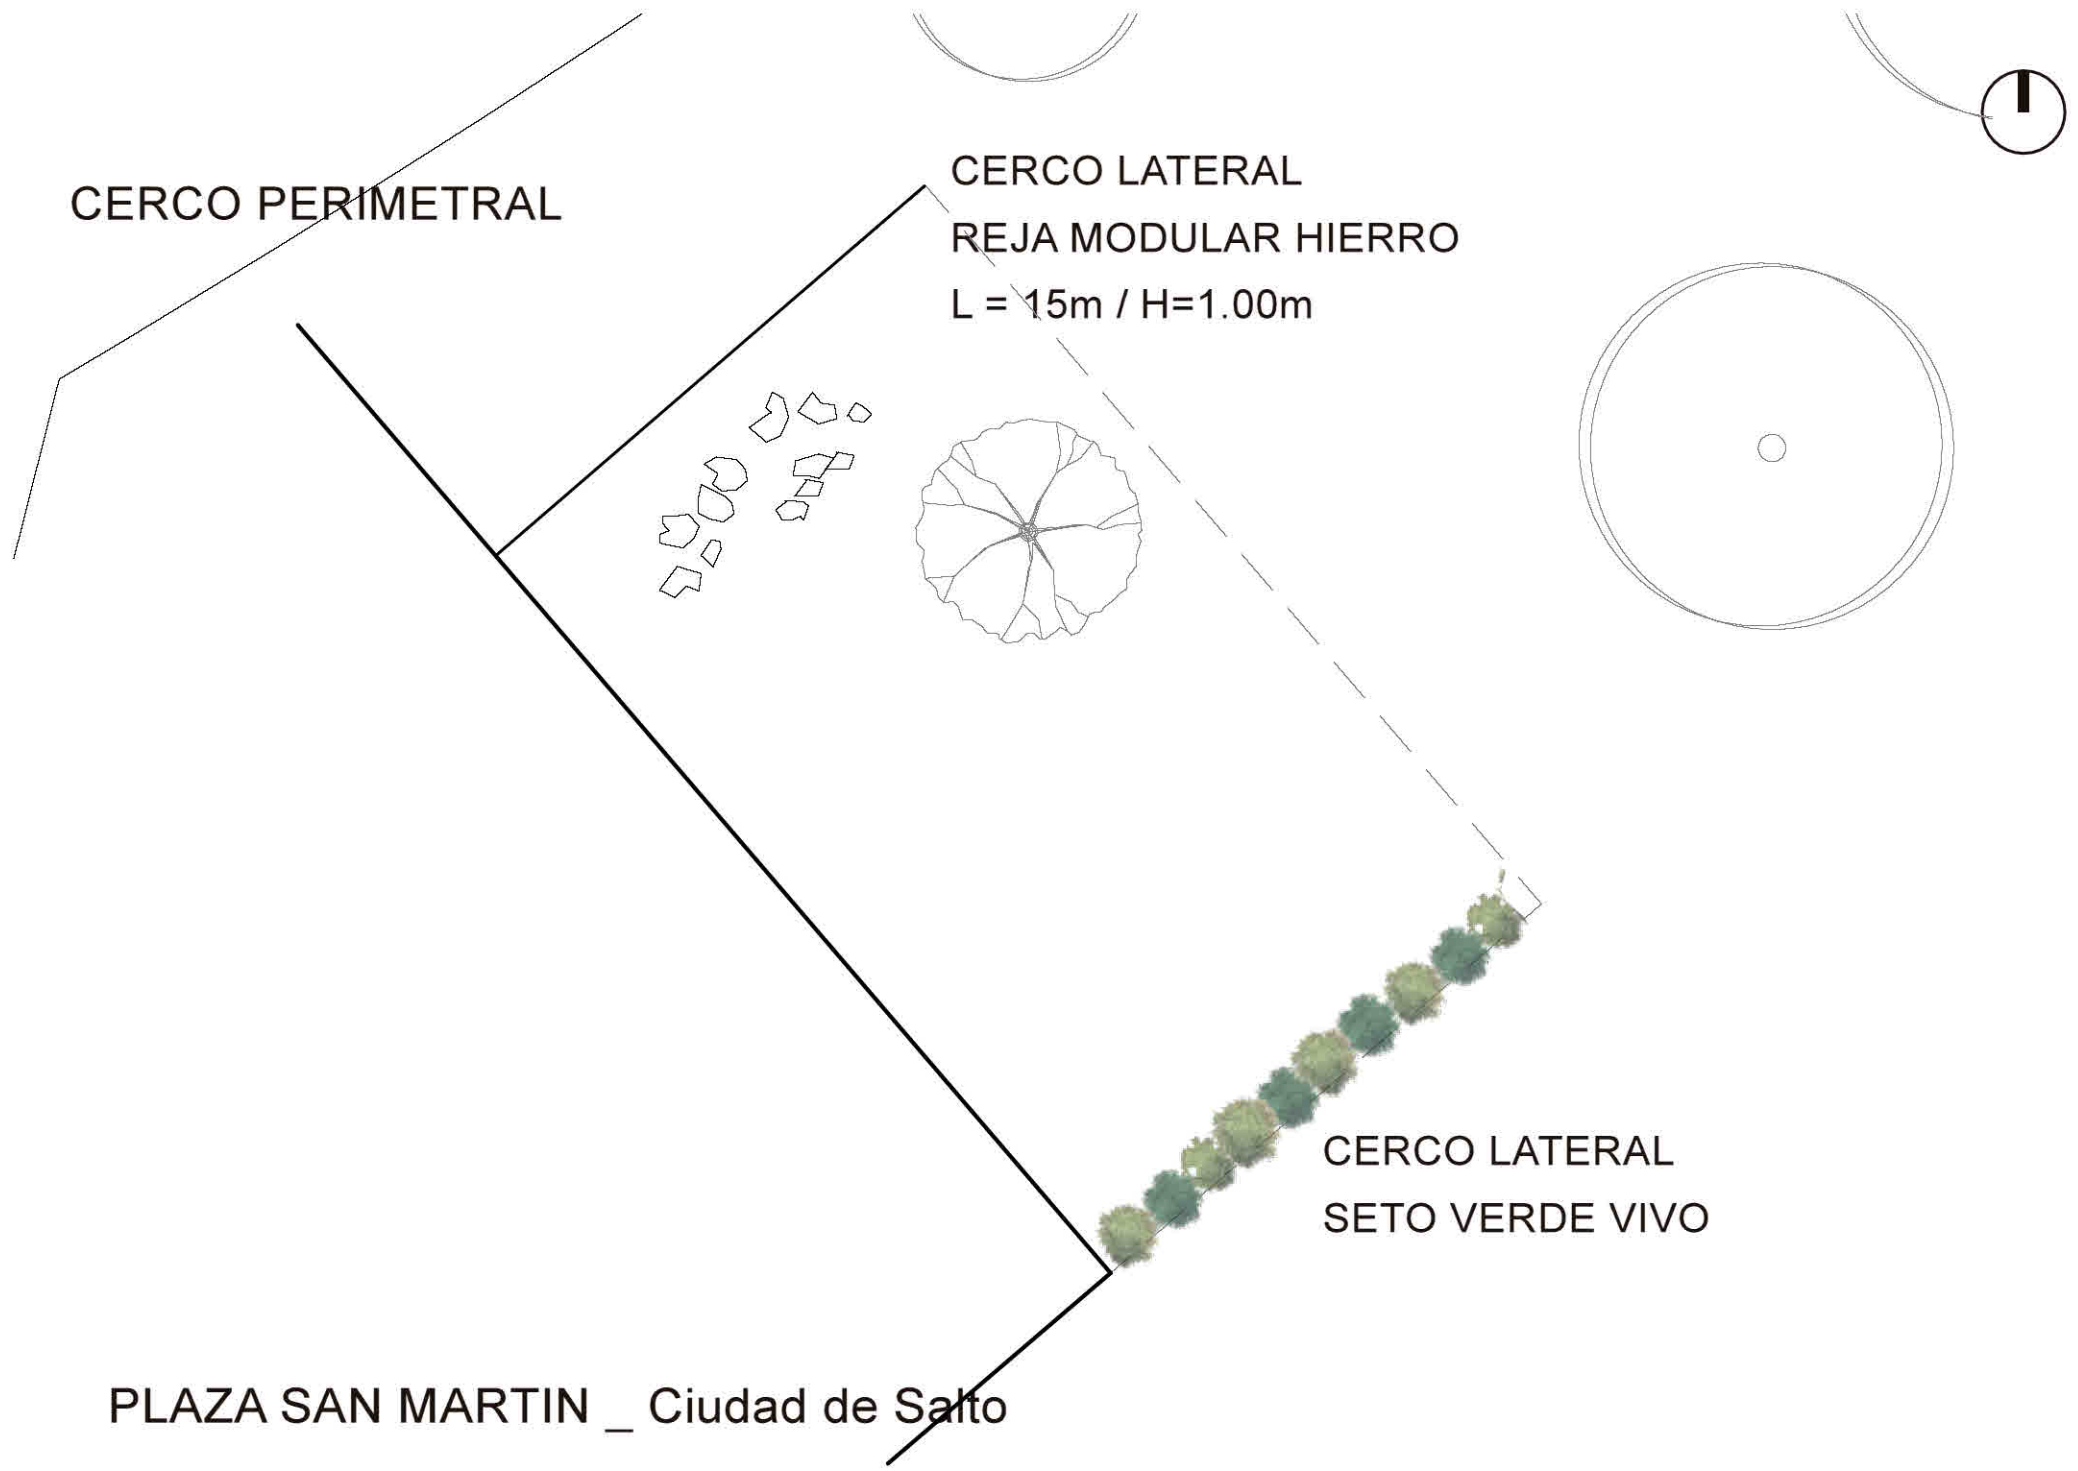 CERCO PERIMETRAL
CERCO LATERAL
REJA MODULAR HIERRO
L = 15m / H=1.00m
CERCO LATERAL
SETO VERDE VIVO
PLAZA SAN MARTIN _ Ciudad de Salto